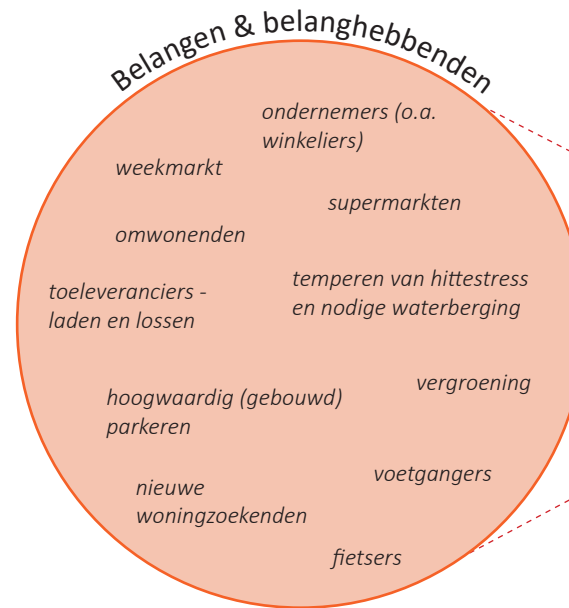 Belangen & belanghebbenden
ondernemers (o.a.
winkeliers)
weekmarkt
supermarkten
omwonenden
toeleveranciers -
laden en lossen
temperen van hittestress
en nodige waterberging
vergroening
hoogwaardig (gebouwd)
parkeren
voetgangers
nieuwe
woningzoekenden
fietsers